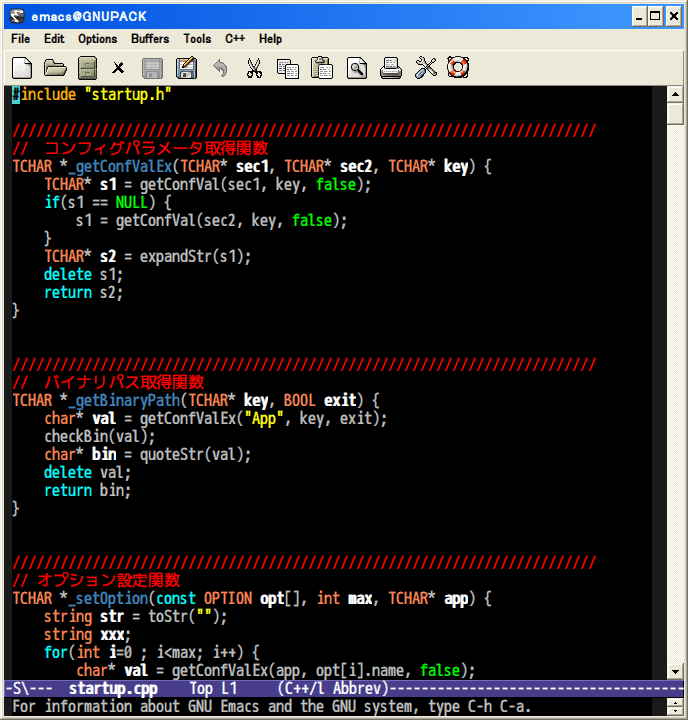 emacs@GNUPACK
File Edit Options Buffers Tools C++ Help
#include "startup.h"
/////////////////////////////////////////////////////////////////////////
//  コンフィグパラメータ取得関数
TCHAR *_getConfValEx(TCHAR* sec1, TCHAR* sec2, TCHAR* key) {
    TCHAR* s1 = getConfVal(sec1, key, false);
    if(s1 == NULL) {
        s1 = getConfVal(sec2, key, false);
    }
    TCHAR* s2 = expandStr(s1);
    delete s1;
    return s2;
}
/////////////////////////////////////////////////////////////////////////
//  バイナリパス取得関数
TCHAR *_getBinaryPath(TCHAR* key, BOOL exit) {
    char* val = getConfValEx("App", key, exit);
    checkBin(val);
    char* bin = quoteStr(val);
    delete val;
    return bin;
}
/////////////////////////////////////////////////////////////////////////
// オプション設定関数
TCHAR *_setOption(const OPTION opt[], int max, TCHAR* app) {
    string str = toStr("");
    string xxx;
    for(int i=0 ; i<max; i++) {
        char* val = getConfValEx(app, opt[i].name, false);
-S\---  startup.cpp    Top L1     (C++/l Abbrev)-------------------------------------
For information about GNU Emacs and the GNU system, type C-h C-a.